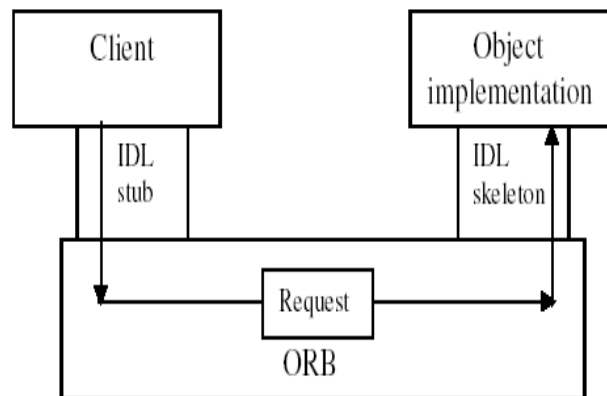 Client
Object
implementation
IDL
stub
IDL
skeleton
Request
ORB